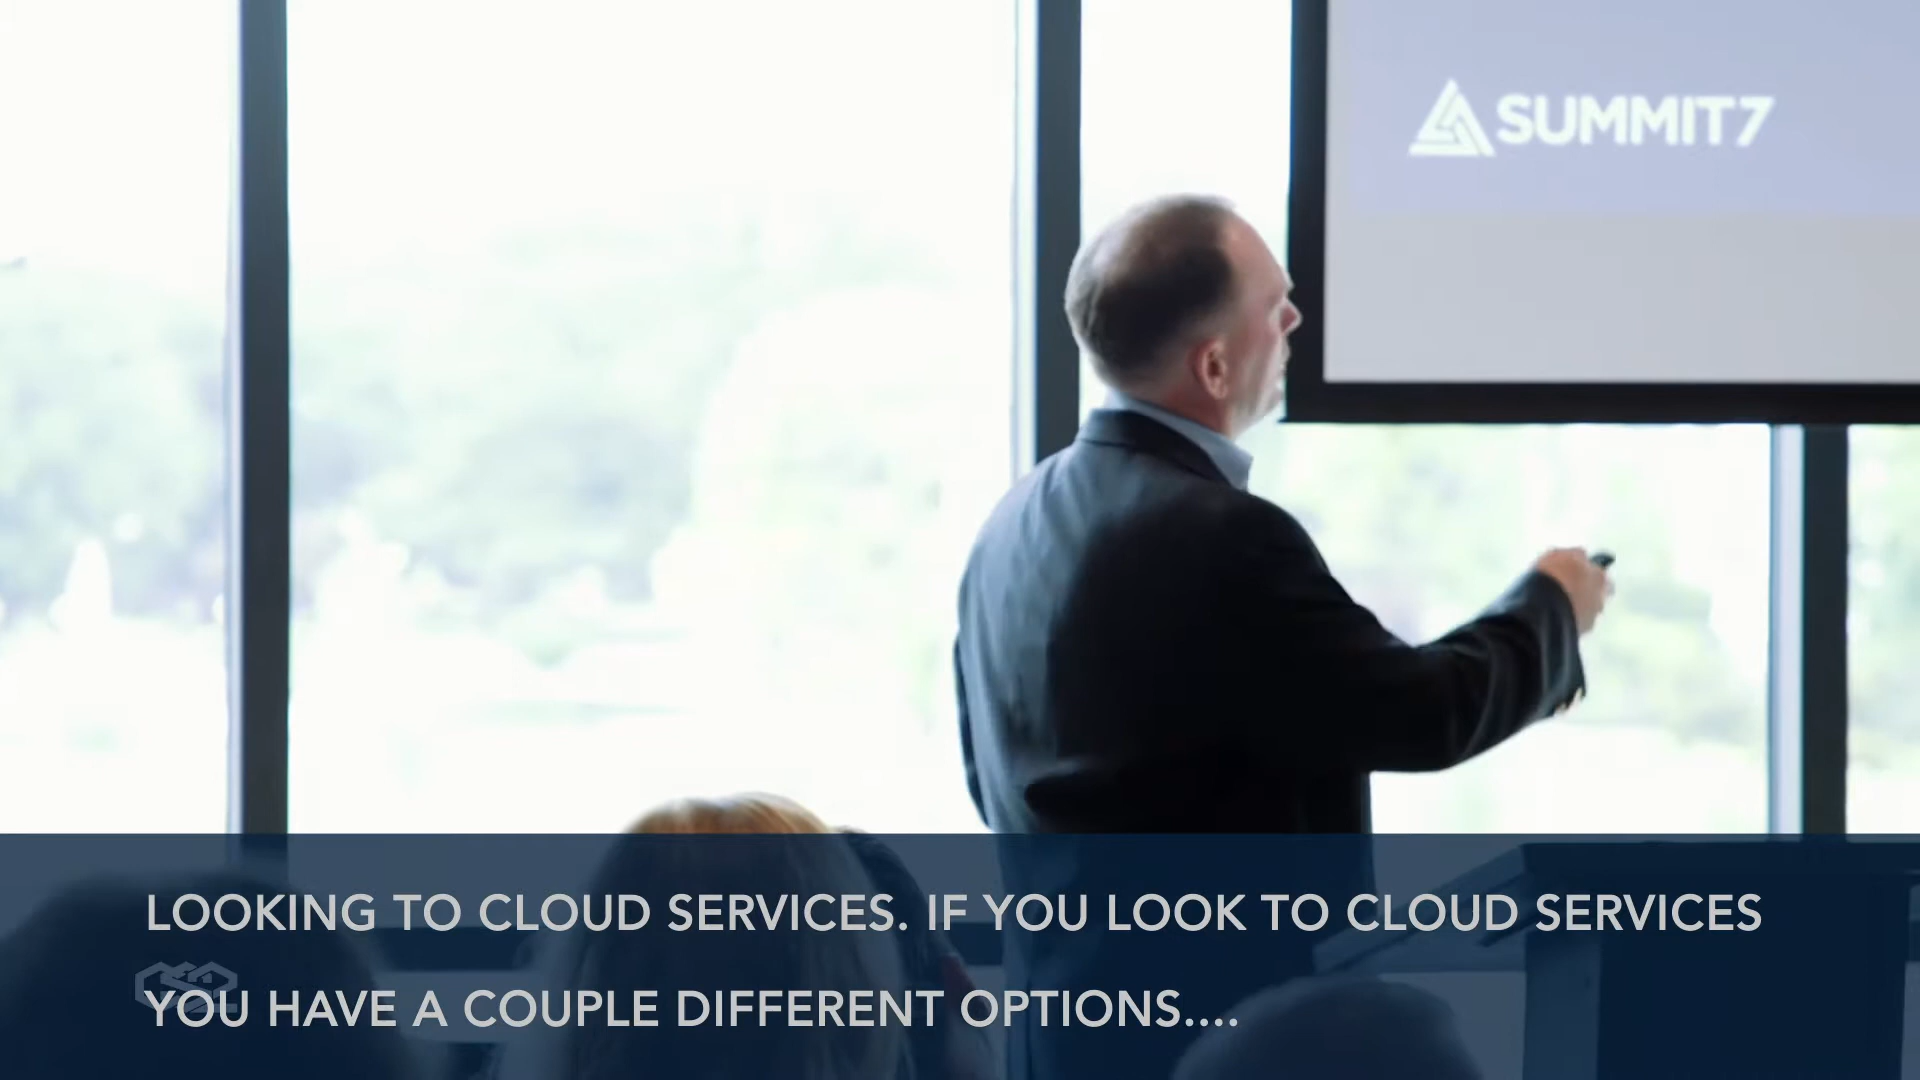 SUMMIT7
LOOKING TO CLOUD SERVICES. IF YOU LOOK TO CLOUD SERVICES
YOU HAVE A COUPLE DIFFERENT OPTIONS....